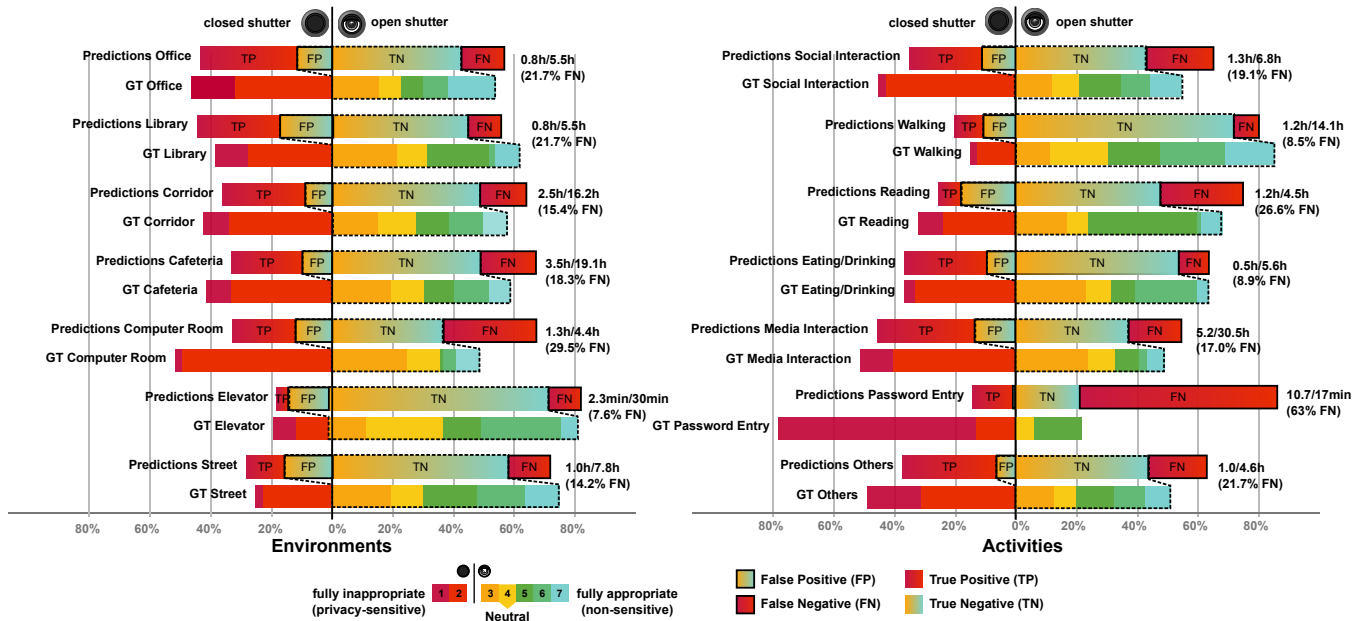 closed shutter open shutter
Predictions Office TP FP TN FN 0.8h/5.5h
(21.7% FN)
GT Office
Predictions Library TP FP TN FN 0.8h/5.5h
(21.7% FN)
GT Library
Predictions Corridor TP FP TN FN 2.5h/16.2h
(15.4% FN)
GT Corridor
Predictions Cafeteria TP FP TN FN 3.5h/19.1h
(18.3% FN)
GT Cafeteria
Predictions Computer Room TP FP TN FN 1.3h/4.4h
(29.5% FN)
GT Computer Room
Predictions Elevator TP FP TN FN 2.3min/30min
(7.6% FN)
GT Elevator
Predictions Street TP FP TN FN 1.0h/7.8h
(14.2% FN)
GT Street
80% 60% 40% 20% 0% 20% 40% 60% 80%
Environments
closed shutter open shutter
Predictions Social Interaction TP FP TN FN 1.3h/6.8h
(19.1% FN)
GT Social Interaction
Predictions Walking TP FP TN FN 1.2h/14.1h
(8.5% FN)
GT Walking
Predictions Reading TP FP TN FN 1.2h/4.5h
(26.6% FN)
GT Reading
Predictions Eating/Drinking TP FP TN FN 0.5h/5.6h
(8.9% FN)
GT Eating/Drinking
Predictions Media Interaction TP FP TN FN 5.2/30.5h
(17.0% FN)
GT Media Interaction
Predictions Password Entry TP TN FN 10.7/17min
(63% FN)
GT Password Entry
Predictions Others TP FP TN FN 1.0/4.6h
(21.7% FN)
GT Others
80% 60% 40% 20% 0% 20% 40% 60% 80%
Activities
fully inappropriate 1 2 3 4 5 6 7 fully appropriate
(privacy-sensitive) (non-sensitive)
Neutral
False Positive (FP) True Positive (TP)
False Negative (FN) True Negative (TN)